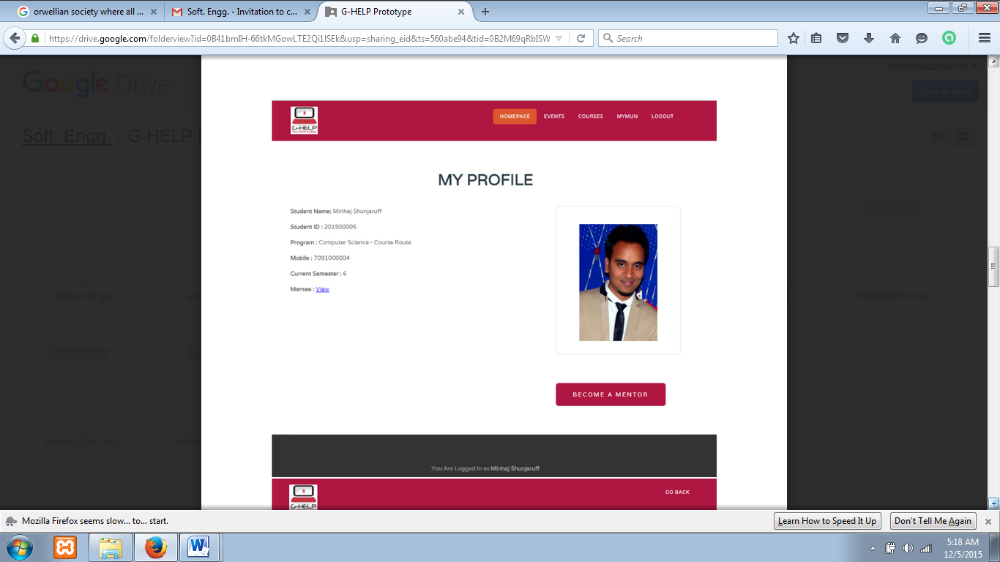 orwellian society where all ...
Soft. Engg. - Invitation to c...
G-HELP Prototype
https://drive.google.com/folderview?id=0B41bmIH-66tkMGowLTE2Qi1lSEk&usp=sharing_eid&ts=560abe94&tid=0B2M69qRbISW
Search
Google Drive
Open in Drive
Soft. Engg. › G-HELP
G-HELP
HOMEPAGE
EVENTS
COURSES
MYMUN
LOGOUT
MY PROFILE
Student Name: Minhaj Shunjaruff
Student ID : 201500005
Program : Computer Science - Course Route
Mobile : 7091000004
Current Semester : 6
Mentee : View
BECOME A MENTOR
addevent.jpg
SoftengDoc.docx
SoftengDoc.docx
You Are Logged In as Minhaj Shunjaruff
G-HELP
GO BACK
Mozilla Firefox seems slow... to... start.
Learn How to Speed It Up
Don't Tell Me Again
5:18 AM
12/5/2015